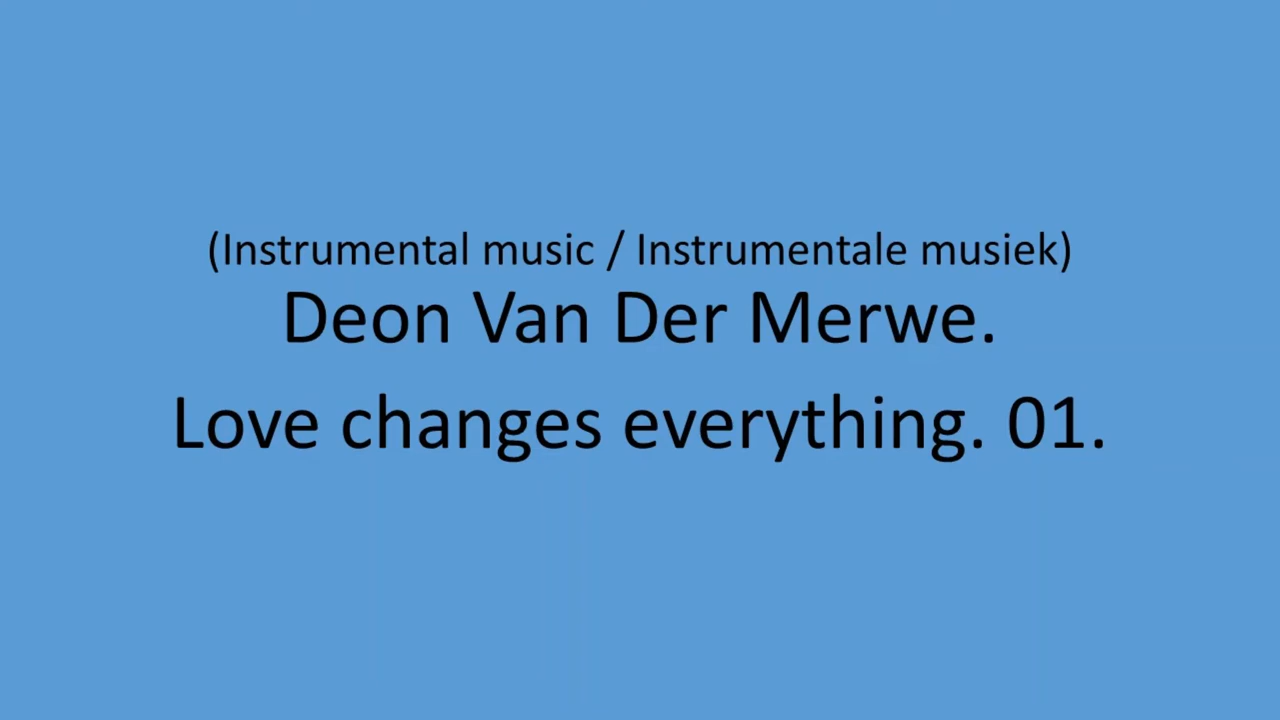 (Instrumental music / Instrumentale musiek)
Deon Van Der Merwe.
Love changes everything. 01.